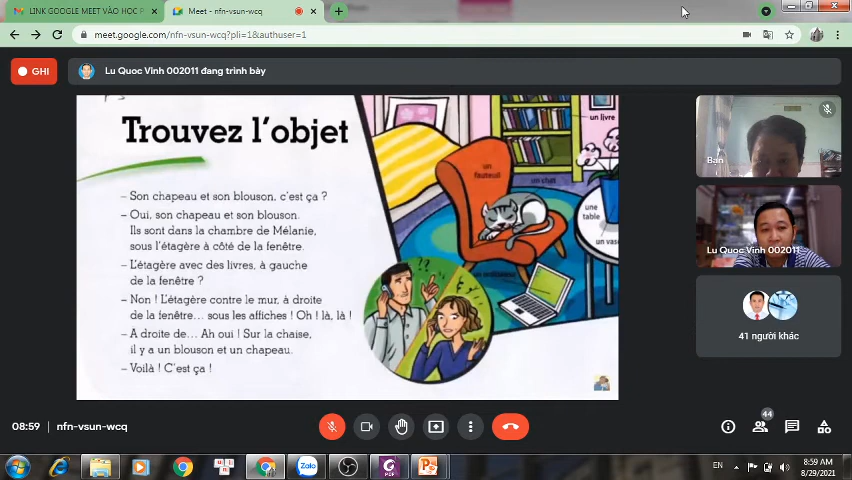 LINK GOOGLE MEET VÀO HỌC P
Meet - nfn-vsun-wcq
meet.google.com/nfn-vsun-wcq?pli=1&authuser=1
GHI
Lu Quoc Vinh 002011 đang trình bày
Trouvez l'objet
– Son chapeau et son blouson, c'est ça ?
– Oui, son chapeau et son blouson.
Ils sont dans la chambre de Mélanie,
sous l'étagère à côté de la fenêtre.
– L'étagère avec des livres, à gauche
de la fenêtre ?
– Non ! L'étagère contre le mur, à droite
de la fenêtre... sous les affiches ! Oh ! là, là !
– A droite de... Ah oui ! Sur la chaise,
il y a un blouson et un chapeau.
– Voilà ! C'est ça !
un livre
un
fauteuil
un chat
une
table
un vase
un ordinateur
??
!
Bạn
Lu Quoc Vinh 002011
41 người khác
08:59
nfn-vsun-wcq
44
Zalo
PDF
EN
8:59 AM
8/29/2021